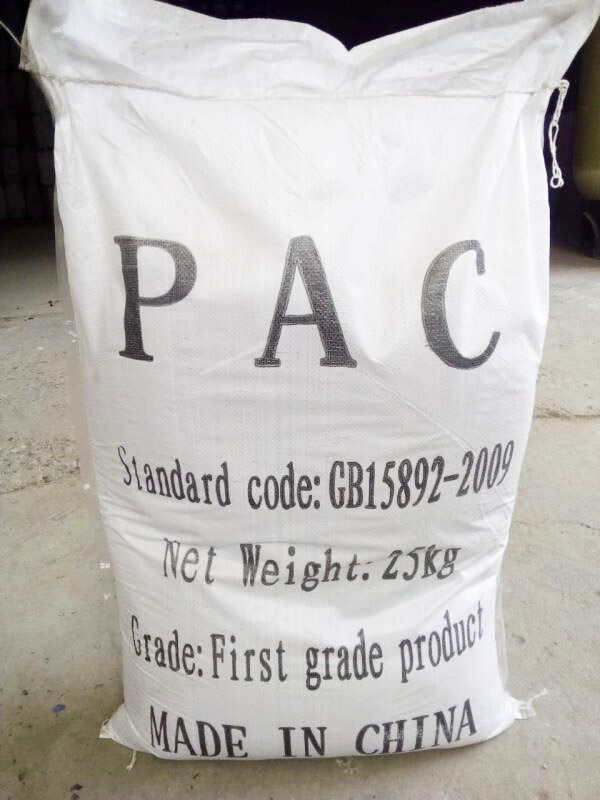 PAC
Standard code: GB15892-2009
Net Weight: 25kg
Grade: First grade product
MADE IN CHINA